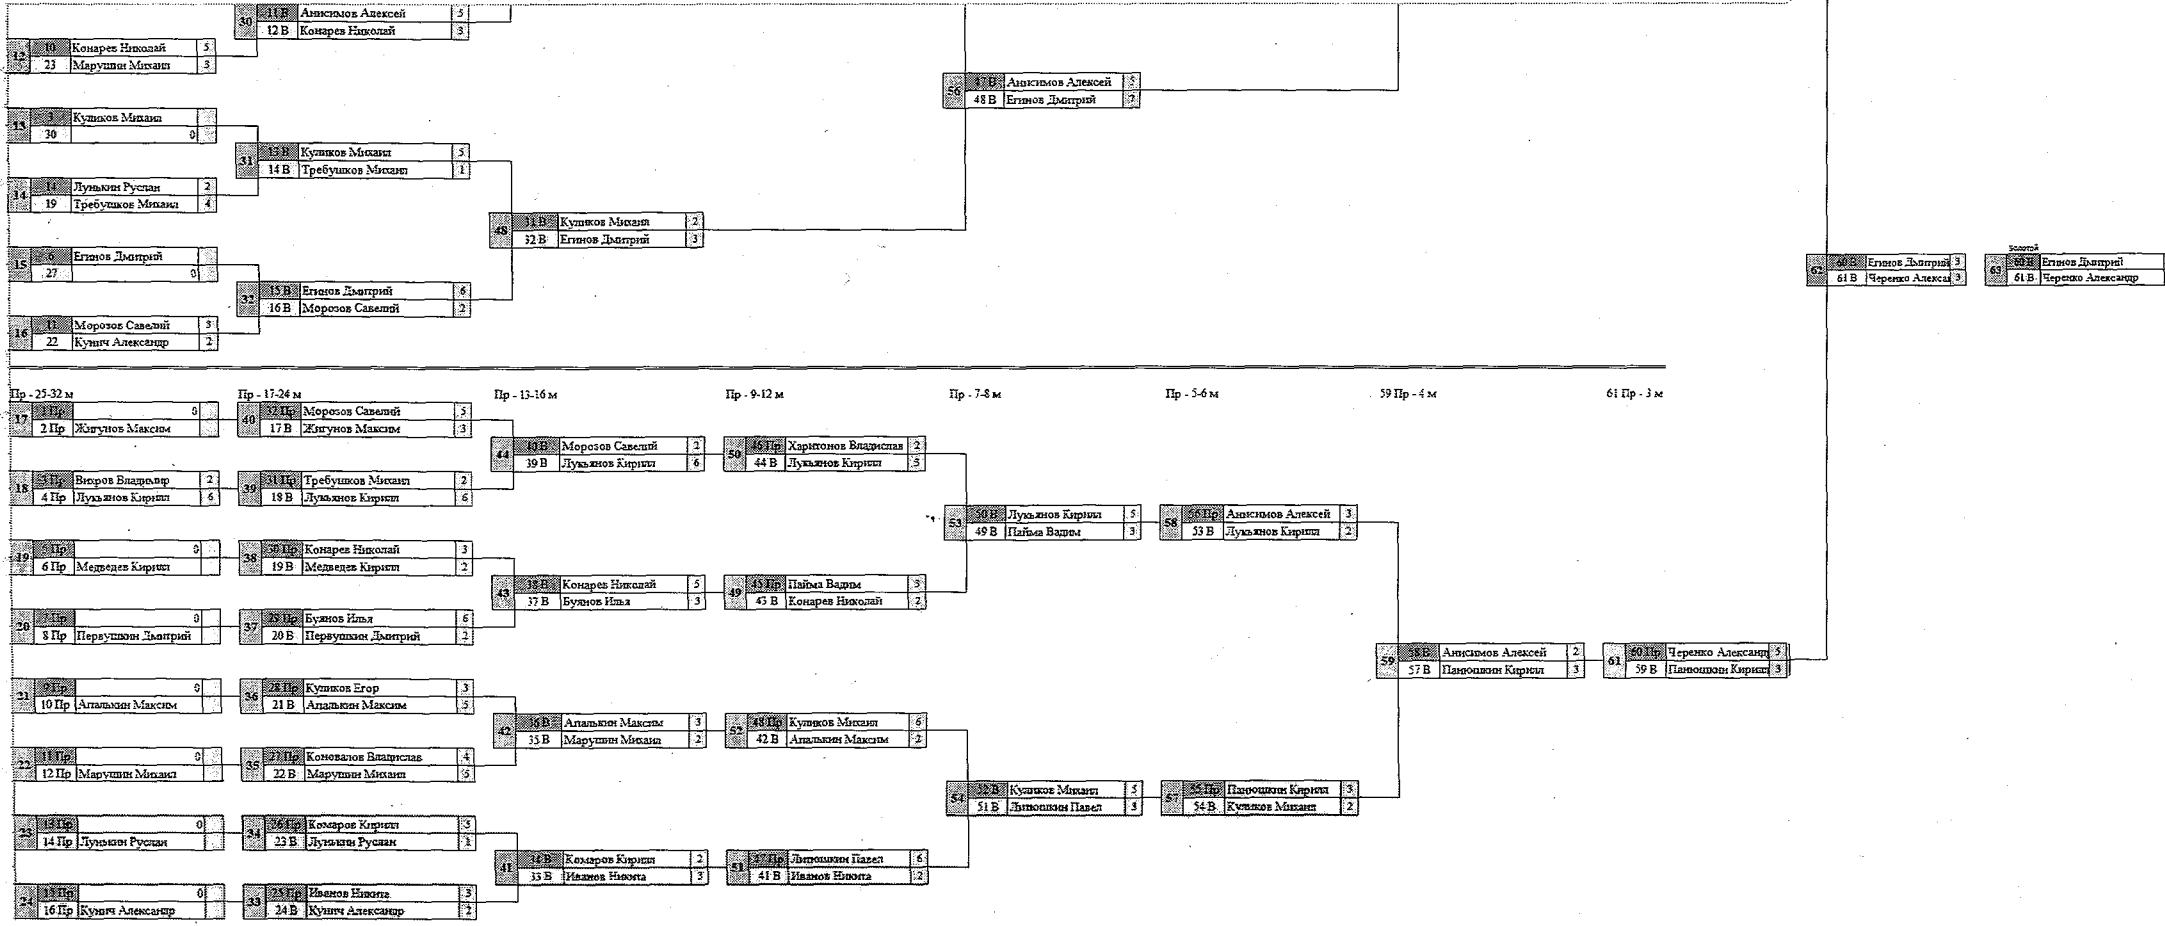 30 11 В Анисимов Алексей 5
12 В Конарев Николай 3
12 10 Конарев Николай 5
23 Марушин Михаил 3
56 47 В Анисимов Алексей 5
48 В Егинов Дмитрий 7
13 3 Куликов Михаил
30 0
31 13 В Куликов Михаил 5
14 В Требушков Михаил 1
14 14 Лунькин Руслан 2
19 Требушков Михаил 4
48 31 В Куликов Михаил 2
32 В Егинов Дмитрий 3
15 6 Егинов Дмитрий
27 0
32 15 В Егинов Дмитрий 6
16 В Морозов Савелий 2
16 11 Морозов Савелий 3
22 Кунич Александр 2
62 60 В Егинов Дмитрий 3
61 В Черенко Алекса 3
Золотой
63 60 В Егинов Дмитрий
61 В Черенко Александр
Пр - 25-32 м Пр - 17-24 м Пр - 13-16 м Пр - 9-12 м Пр - 7-8 м Пр - 5-6 м 59 Пр - 4 м 61 Пр - 3 м
17 1 Пр 0
2 Пр Жигунов Максим
40 32 Пр Морозов Савелий 5
17 В Жигунов Максим 3
44 40 В Морозов Савелий 2
39 В Лукьянов Кирилл 6
50 46 Пр Харитонов Владислав 2
44 В Лукьянов Кирилл 5
18 3 Пр Вихров Владимир 2
4 Пр Лукьянов Кирилл 6
39 31 Пр Требушков Михаил 2
18 В Лукьянов Кирилл 6
53 50 В Лукьянов Кирилл 5
49 В Пайма Вадим 3
58 56 Пр Анисимов Алексей 3
53 В Лукьянов Кирилл 2
19 5 Пр 0
6 Пр Медведев Кирилл
38 30 Пр Конарев Николай 3
19 В Медведев Кирилл 2
43 38 В Конарев Николай 5
37 В Буянов Илья 3
49 45 Пр Пайма Вадим 3
43 В Конарев Николай 2
20 7 Пр 0
8 Пр Первушкин Дмитрий
37 29 Пр Буянов Илья 6
20 В Первушкин Дмитрий 2
59 58 В Анисимов Алексей 2
57 В Панюшкин Кирилл 3
61 60 Пр Черенко Александр 5
59 В Панюшкин Кирилл 3
21 9 Пр 0
10 Пр Апалькин Максим
36 28 Пр Куликов Егор 3
21 В Апалькин Максим 5
42 36 В Апалькин Максим 3
35 В Марушин Михаил 2
52 48 Пр Куликов Михаил 6
42 В Апалькин Максим 2
22 11 Пр 0
12 Пр Марушин Михаил
35 27 Пр Коновалов Владислав 4
22 В Марушин Михаил 5
54 52 В Куликов Михаил 5
51 В Липюшкин Павел 3
57 55 Пр Панюшкин Кирилл 3
54 В Куликов Михаил 2
23 13 Пр 0
14 Пр Лунькин Руслан
34 26 Пр Комаров Кирилл 3
23 В Лунькин Руслан 1
41 34 В Комаров Кирилл 2
33 В Иванов Никита 3
51 47 Пр Липюшкин Павел 6
41 В Иванов Никита 2
24 15 Пр 0
16 Пр Кунич Александр
33 25 Пр Иванов Никита 3
24 В Кунич Александр 2